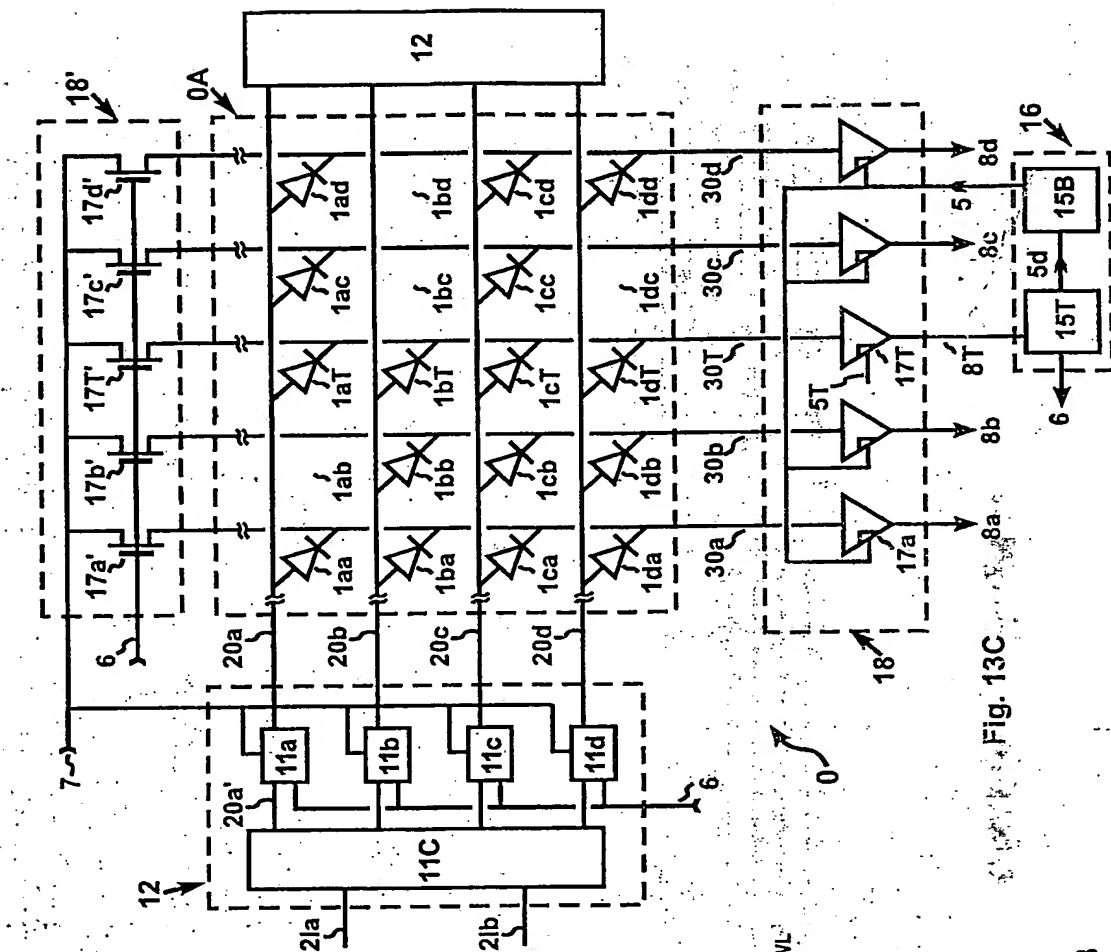 18'
17a' 17b' 17T' 17c' 17d'
6
7
0A
12
20a
20b
20c
20d
1aa 1ab 1aT 1ac 1ad
1ba 1bb 1bT 1bc 1bd
1ca 1cb 1cT 1cc 1cd
1da 1db 1dT 1dc 1dd
12
20a'
11a
11b
11c
11d
11C
6
21a
21b
30a 30b 30T 30c 30d
5T
17a 17T
18
8a 8b 8T 8c 8d
5
16
15T 5d 15B
6
0
Fig. 13C